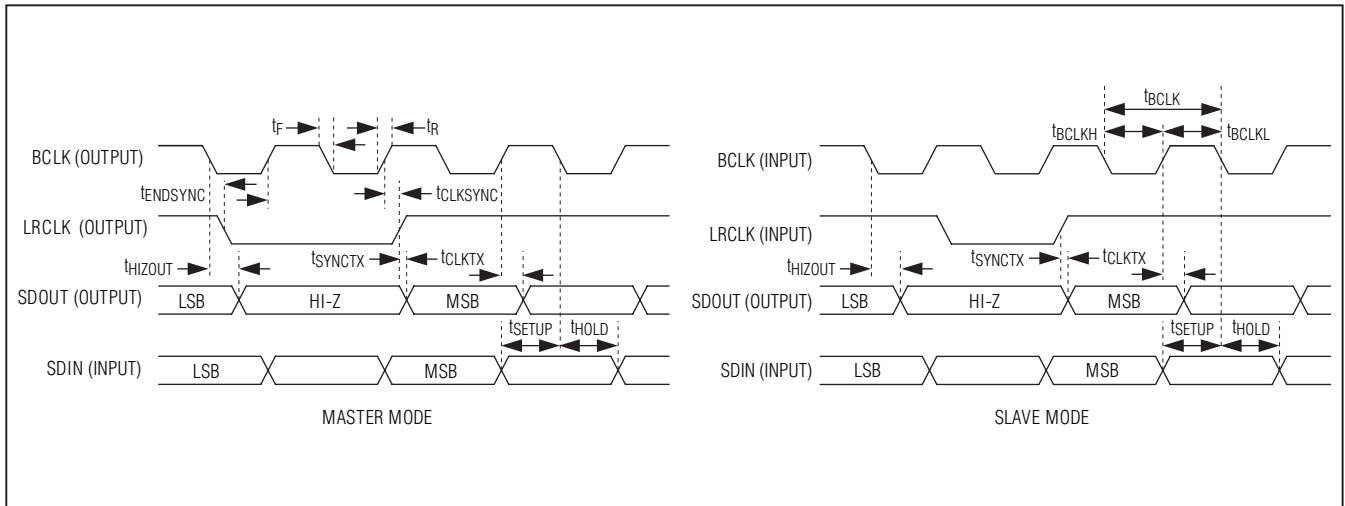 tF tR
BCLK (OUTPUT)
tENDSYNC tCLKSYNC
LRCLK (OUTPUT)
tHIZOUT tSYNCTX tCLKTX
SDOUT (OUTPUT) LSB HI-Z MSB
tSETUP tHOLD
SDIN (INPUT) LSB MSB
MASTER MODE
tBCLK
tBCLKH tBCLKL
BCLK (INPUT)
LRCLK (INPUT)
tHIZOUT tSYNCTX tCLKTX
SDOUT (OUTPUT) LSB HI-Z MSB
tSETUP tHOLD
SDIN (INPUT) LSB MSB
SLAVE MODE